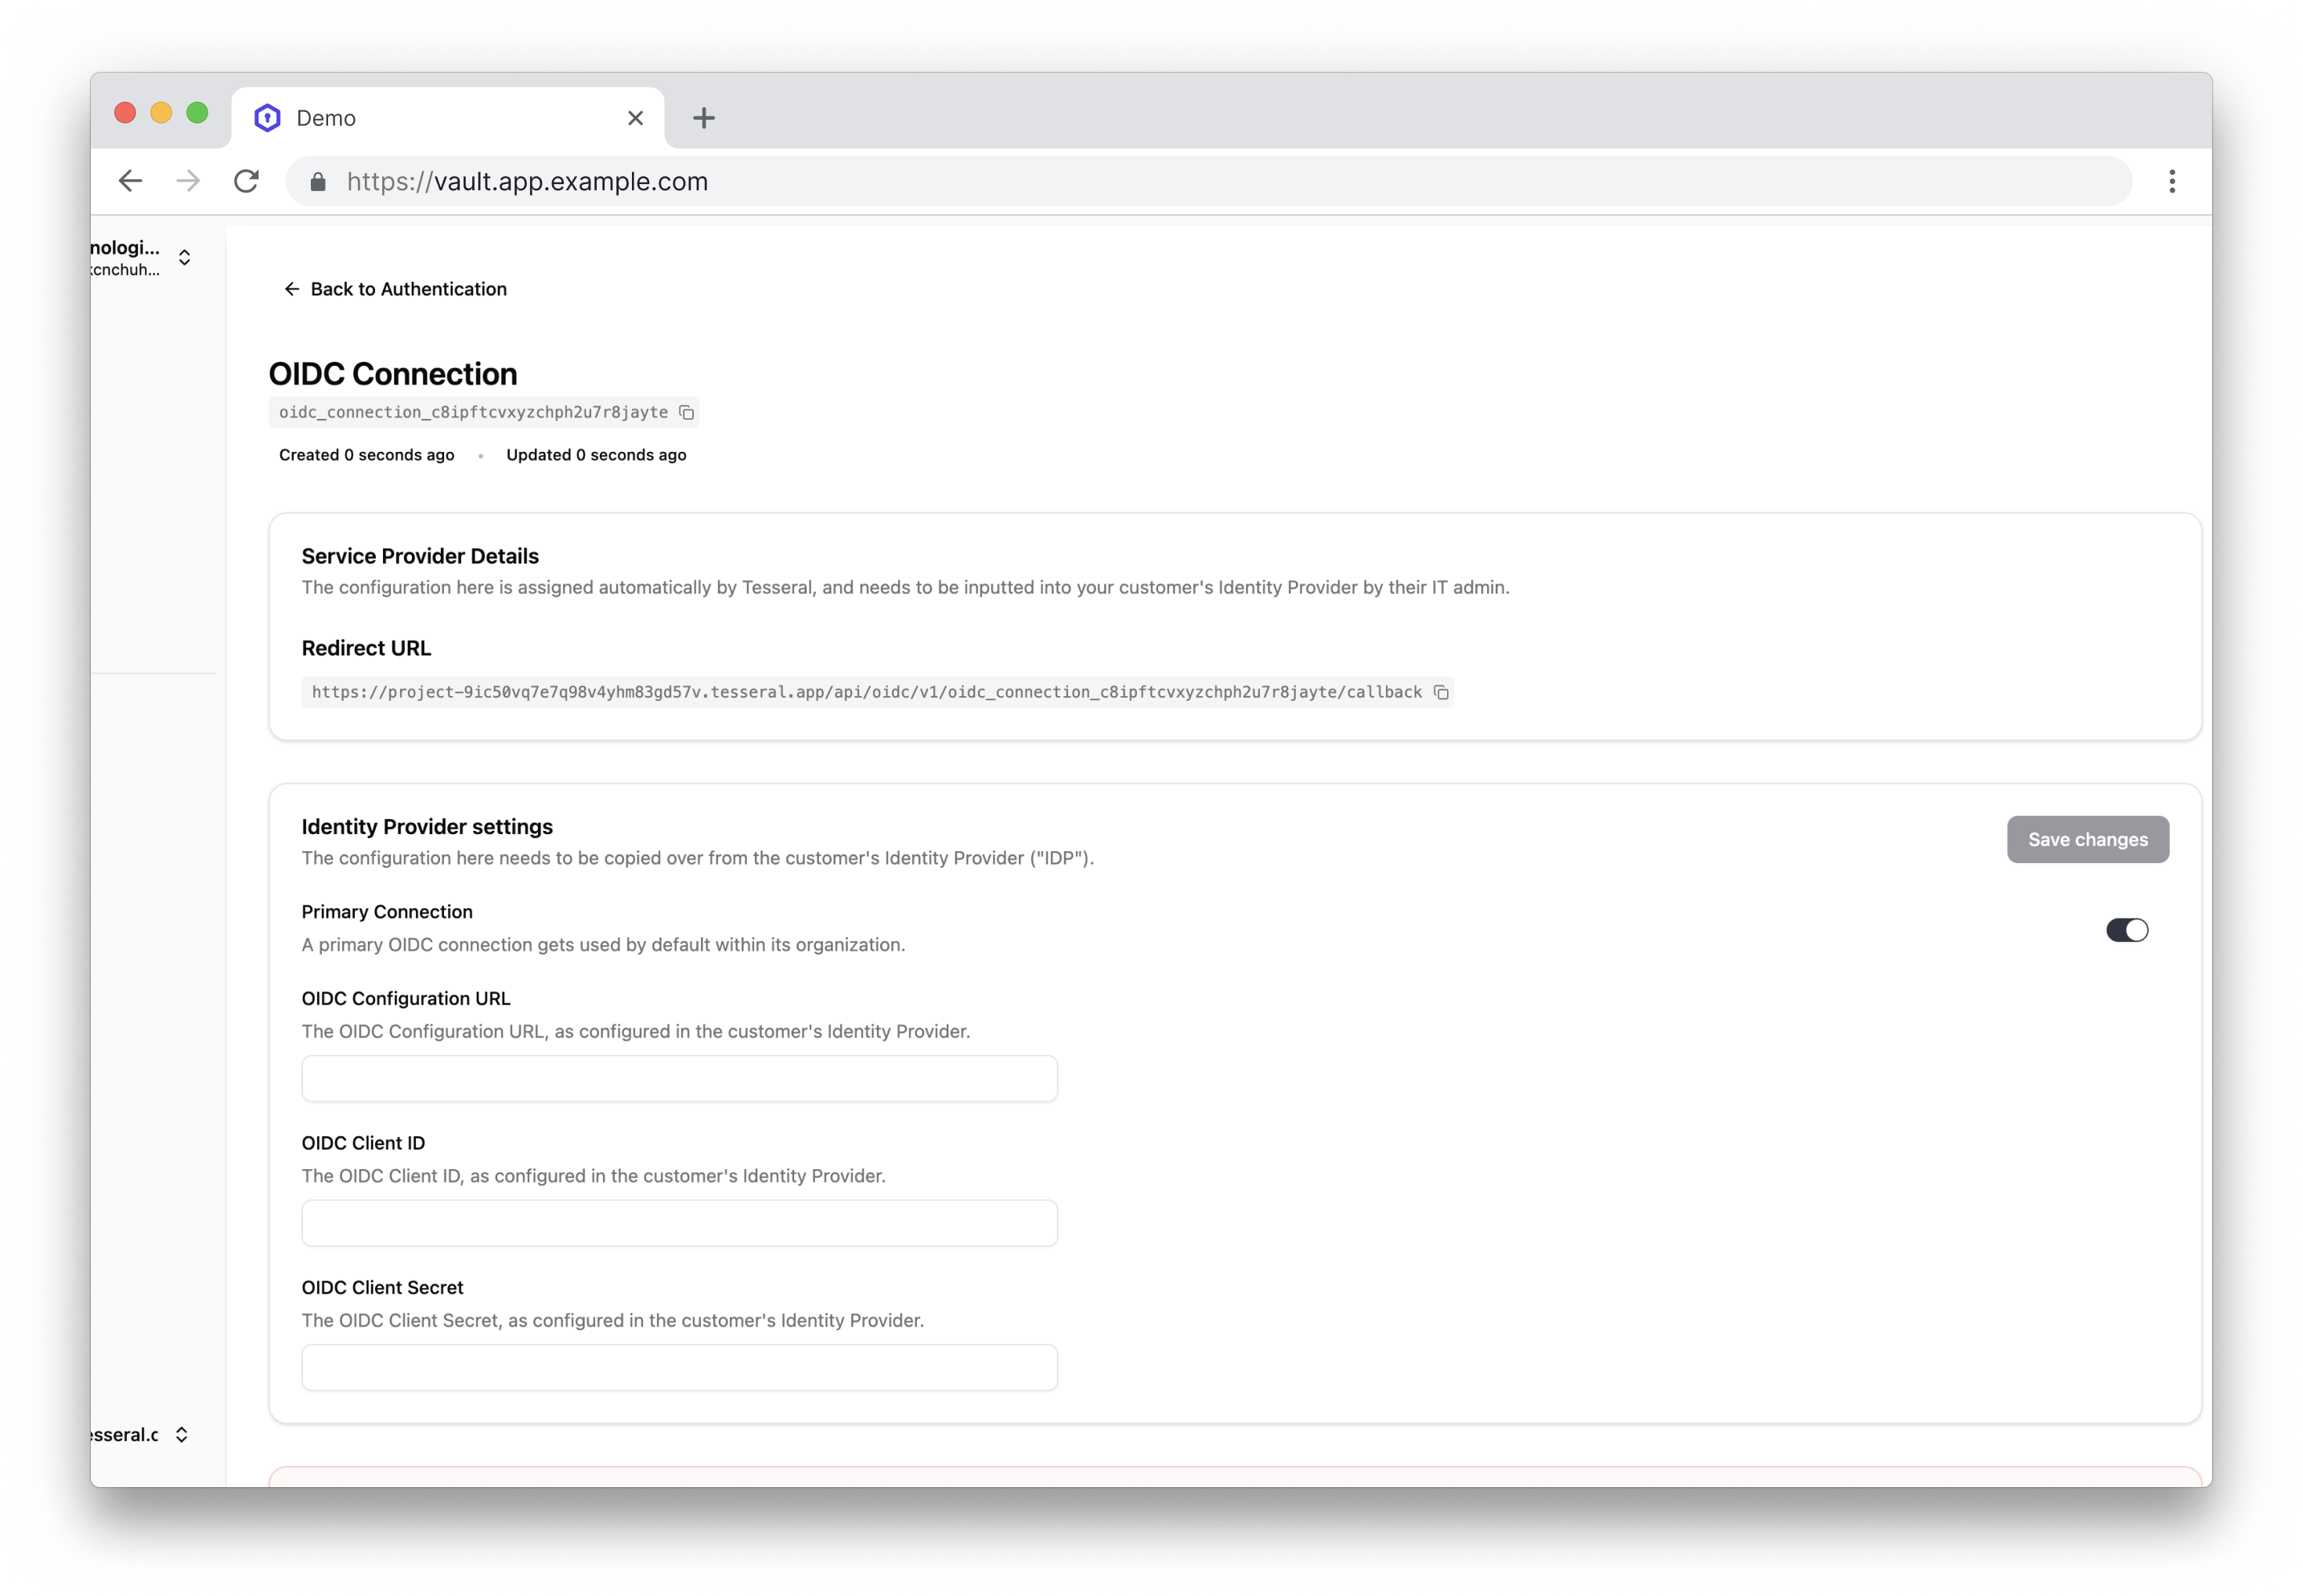 Demo
https://vault.app.example.com
nologi...
cnchuh...
Back to Authentication
OIDC Connection
oidc_connection_c8ipftcvxyzchph2u7r8jayte
Created 0 seconds ago • Updated 0 seconds ago
Service Provider Details
The configuration here is assigned automatically by Tesseral, and needs to be inputted into your customer's Identity Provider by their IT admin.
Redirect URL
https://project-9ic50vq7e7q98v4yhm83gd57v.tesseral.app/api/oidc/v1/oidc_connection_c8ipftcvxyzchph2u7r8jayte/callback
Identity Provider settings
Save changes
The configuration here needs to be copied over from the customer's Identity Provider ("IDP").
Primary Connection
A primary OIDC connection gets used by default within its organization.
OIDC Configuration URL
The OIDC Configuration URL, as configured in the customer's Identity Provider.
OIDC Client ID
The OIDC Client ID, as configured in the customer's Identity Provider.
OIDC Client Secret
The OIDC Client Secret, as configured in the customer's Identity Provider.
esseral.c